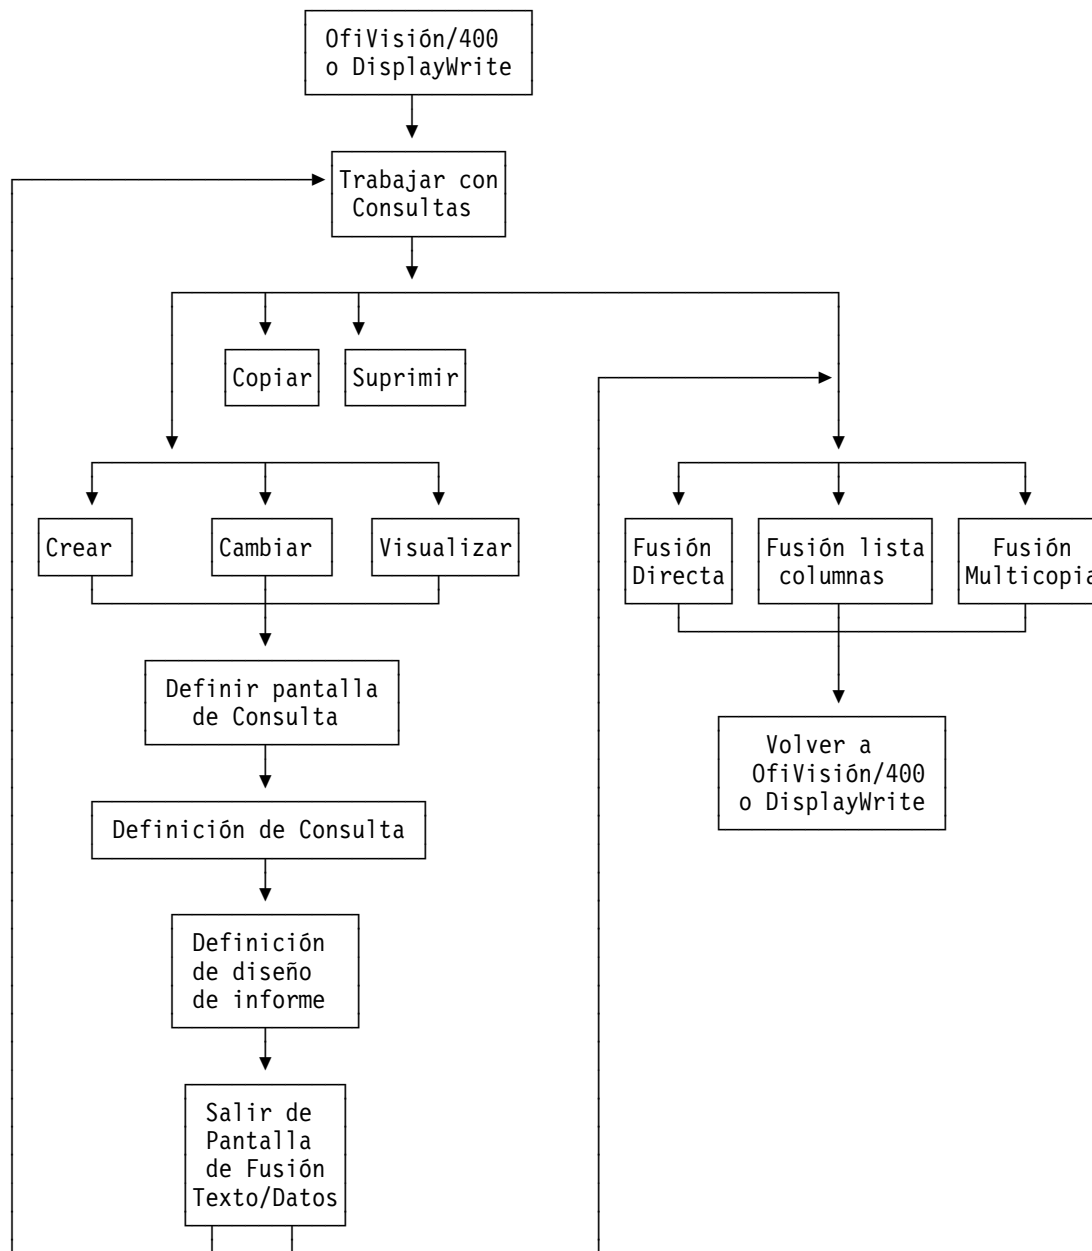 OfiVisión/400
o DisplayWrite
Trabajar con
Consultas
Copiar
Suprimir
Crear
Cambiar
Visualizar
Fusión
Directa
Fusión lista
columnas
Fusión
Multicopia
Definir pantalla
de Consulta
Volver a
OfiVisión/400
o DisplayWrite
Definición de Consulta
Definición
de diseño
de informe
Salir de
Pantalla
de Fusión
Texto/Datos